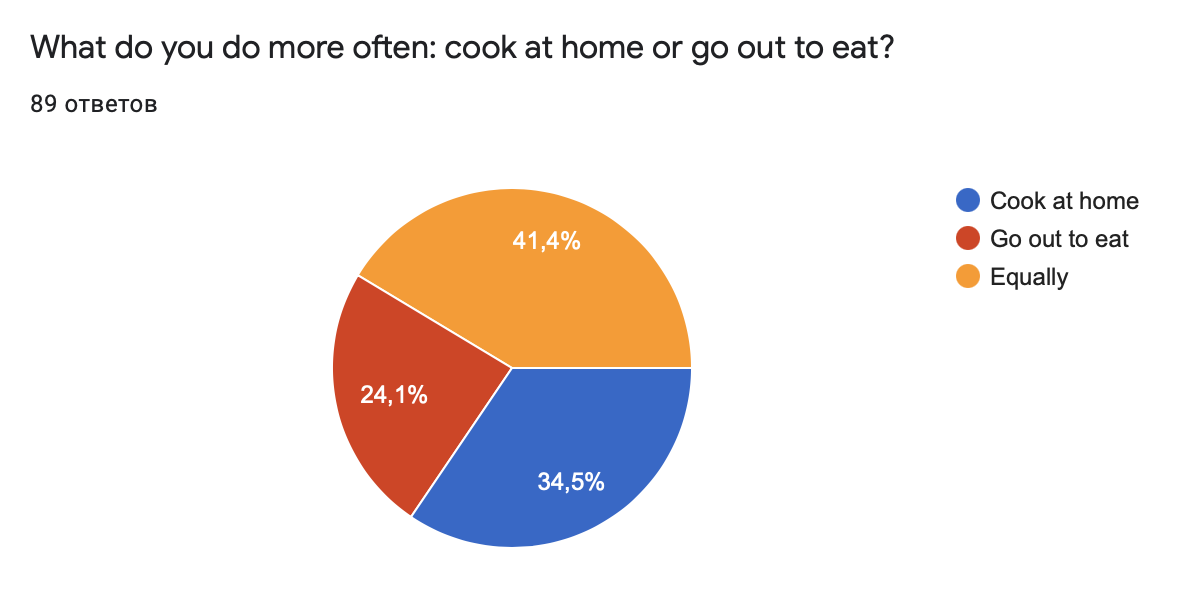 What do you do more often: cook at home or go out to eat?
89 ответов
Cook at home
Go out to eat
Equally
41,4%
24,1%
34,5%